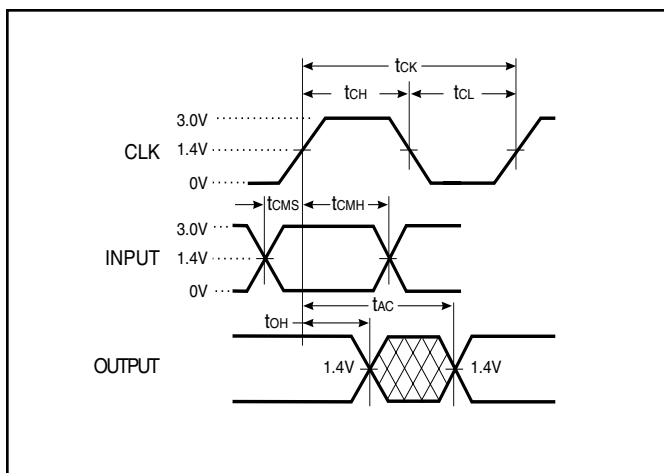 tCK
tCH tCL
3.0V
CLK 1.4V
0V
tCMS tCMH
3.0V
INPUT 1.4V
0V
tAC
tOH
OUTPUT 1.4V 1.4V